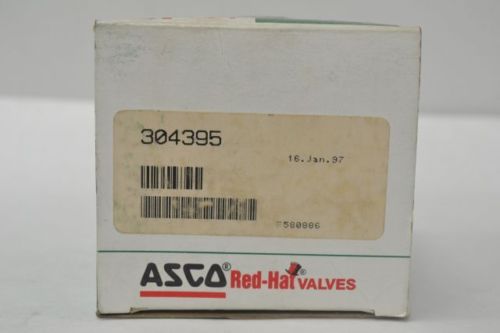 304395
16.Jan.97
580886
ASCO® Red-Hat® VALVES